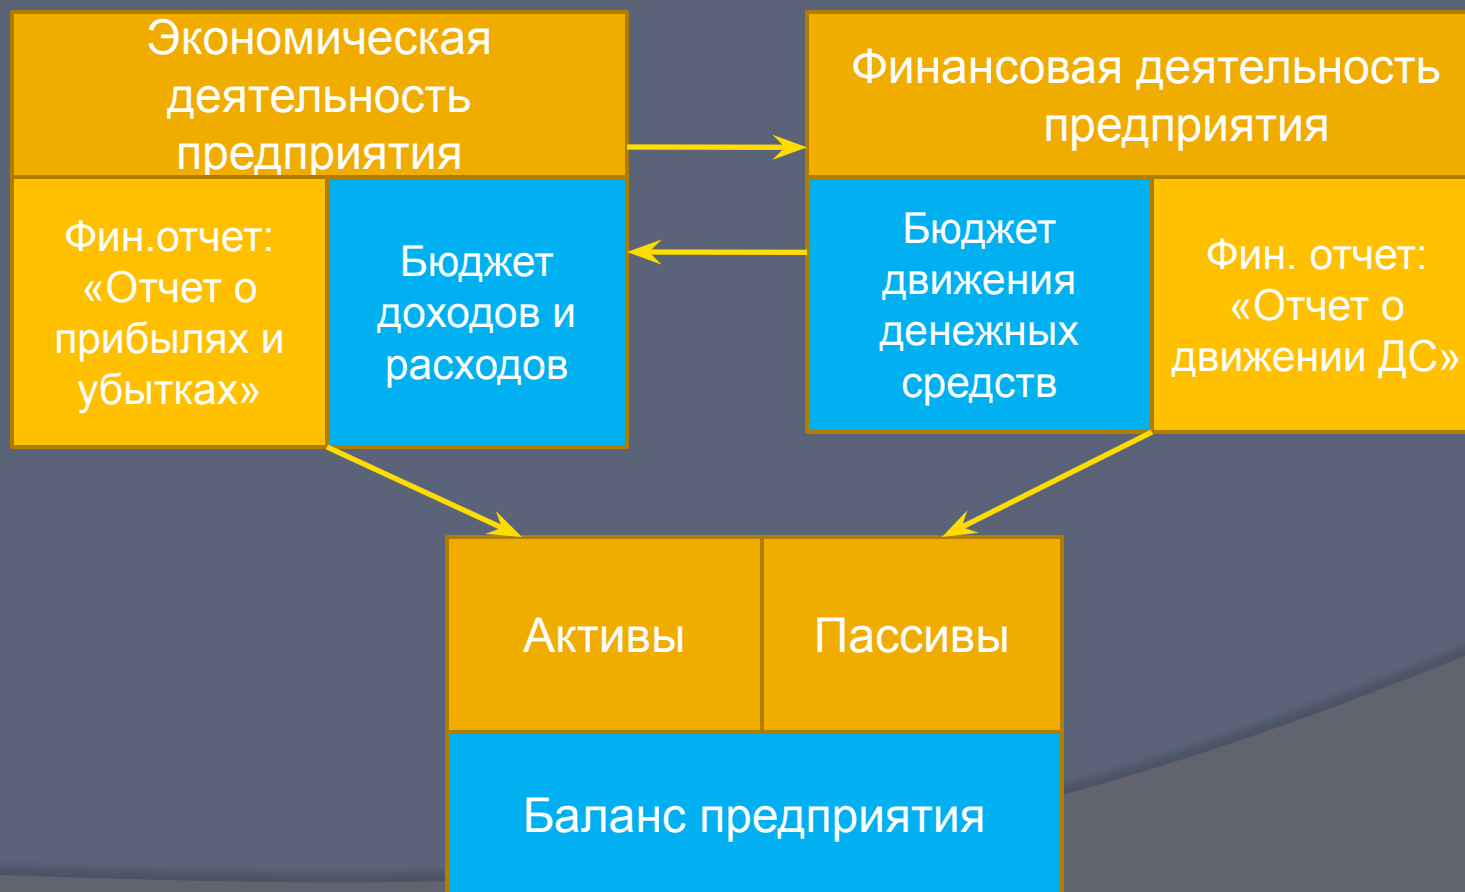 Экономическая
деятельность
предприятия
Финансовая деятельность
предприятия
Фин.отчет:
«Отчет о
прибылях и
убытках»
Бюджет
доходов и
расходов
Бюджет
движения
денежных
средств
Фин. отчет:
«Отчет о
движении ДС»
Активы
Пассивы
Баланс предприятия